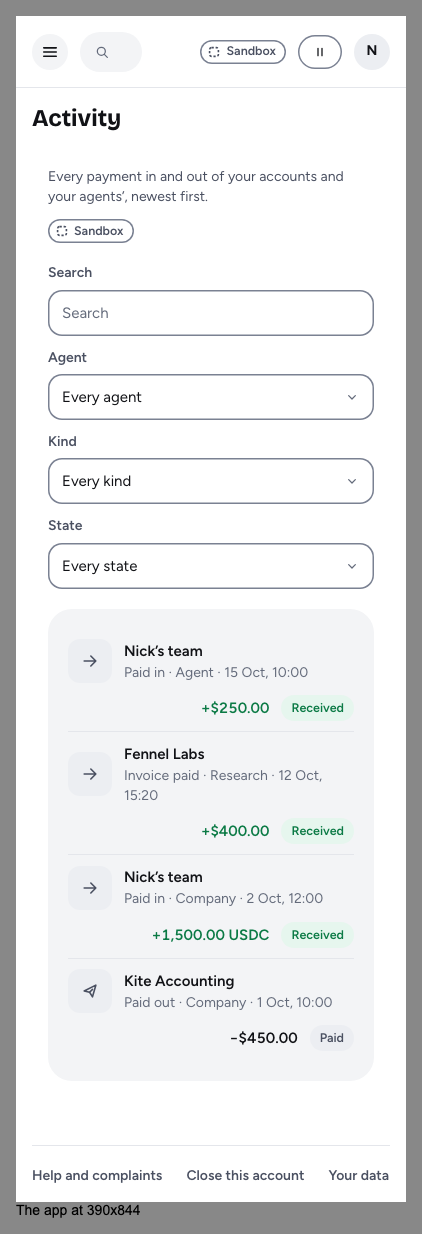 Sandbox
N
Activity
Every payment in and out of your accounts and
your agents’, newest first.
Sandbox
Search
Search
Agent
Every agent
Kind
Every kind
State
Every state
Nick’s team
Paid in · Agent · 15 Oct, 10:00
+$250.00 Received
Fennel Labs
Invoice paid · Research · 12 Oct,
15:20
+$400.00 Received
Nick’s team
Paid in · Company · 2 Oct, 12:00
+1,500.00 USDC Received
Kite Accounting
Paid out · Company · 1 Oct, 10:00
−$450.00 Paid
Help and complaints Close this account Your data
The app at 390x844